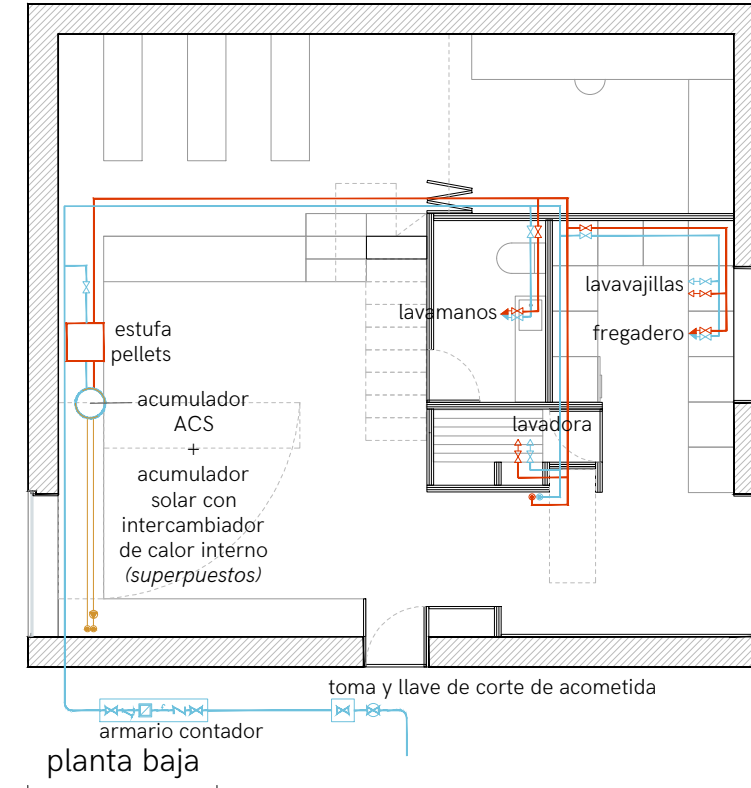 lavavajillas
lavamanos
fregadero
estufa
pellets
acumulador
ACS
+
acumulador
solar con
intercambiador
de calor interno
(superpuestos)
lavadora
toma y llave de corte de acometida
armario contador
planta baja